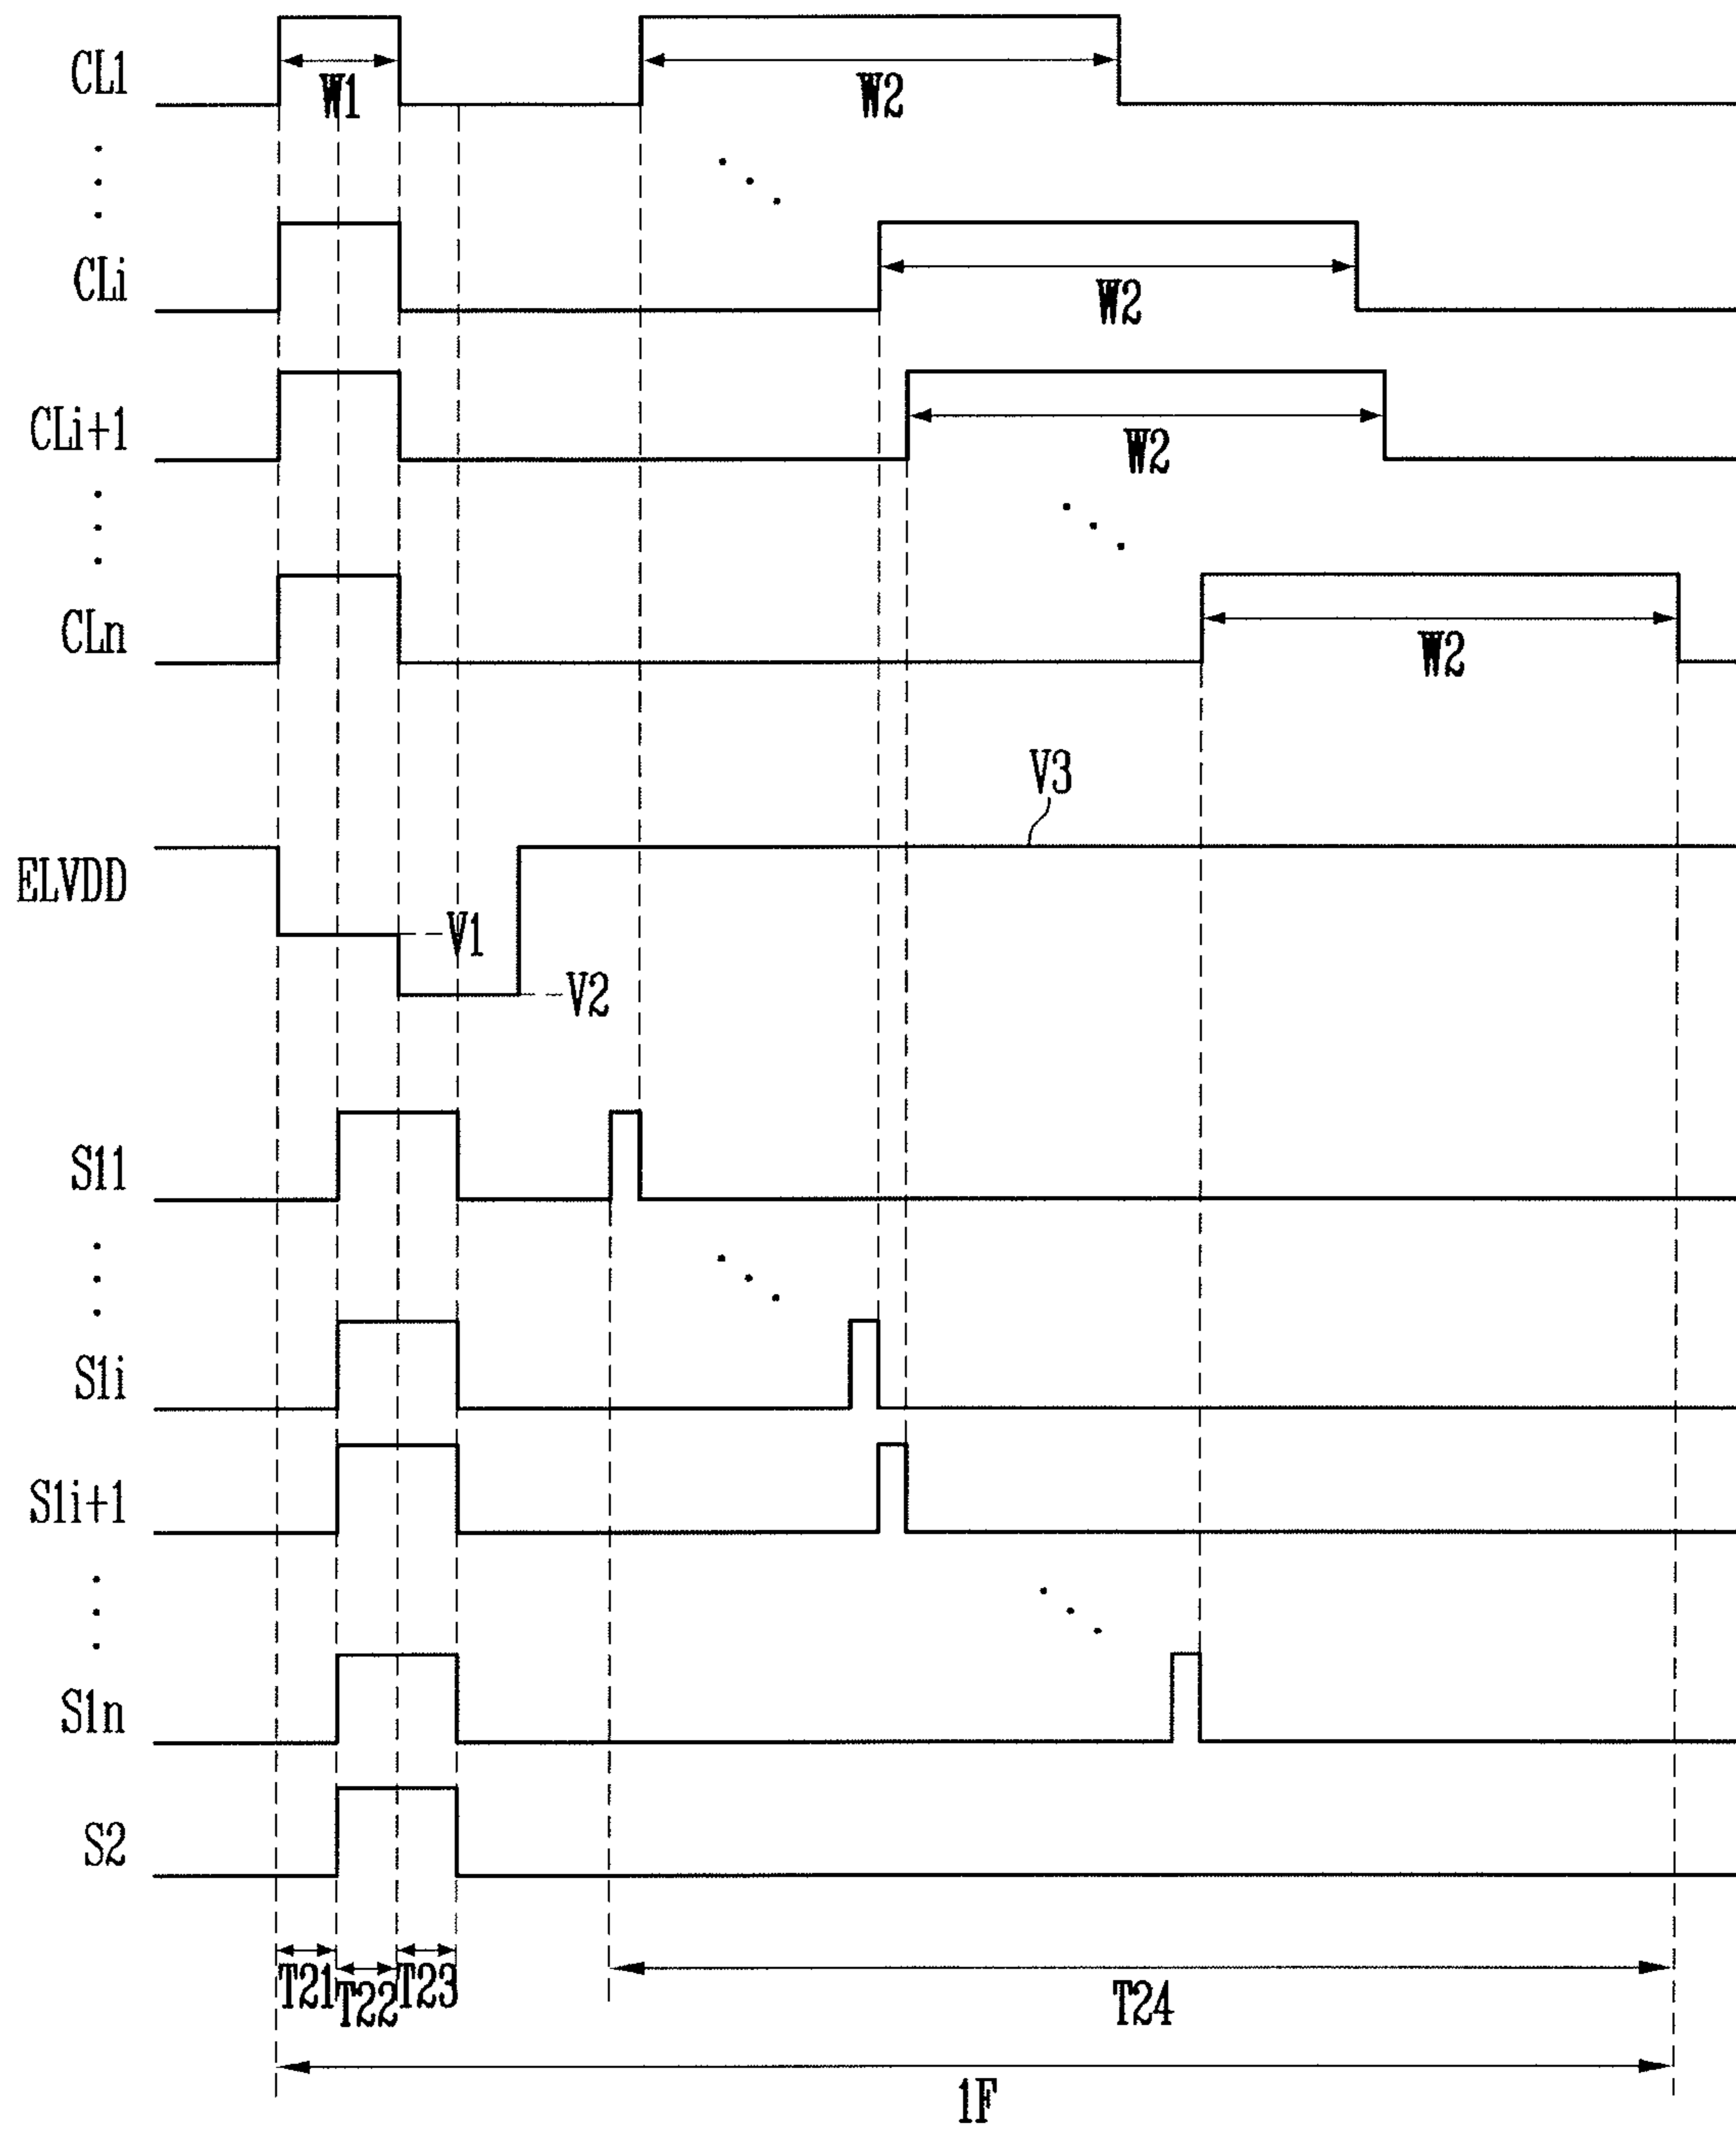 CL1
W1
W2
CLi
W2
CLi+1
W2
CLn
W2
V3
ELVDD
V1
V2
S11
S1i
S1i+1
S1n
S2
T21
T22
T23
T24
1F